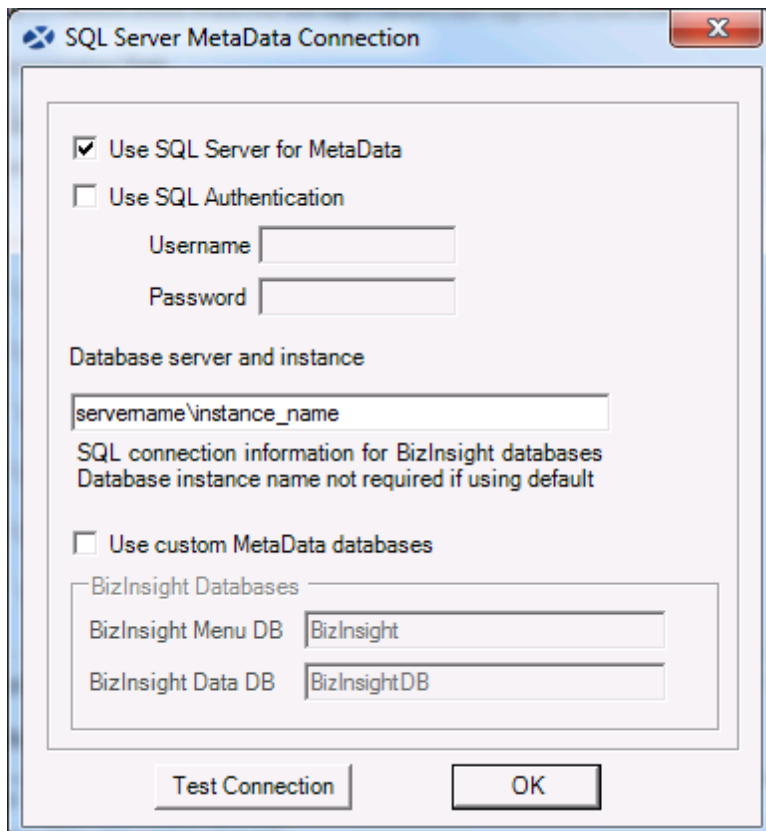 SQL Server MetaData Connection
Use SQL Server for MetaData
Use SQL Authentication
Username
Password
Database server and instance
servername\instance_name
SQL connection information for BizInsight databases
Database instance name not required if using default
Use custom MetaData databases
BizInsight Databases
BizInsight Menu DB BizInsight
BizInsight Data DB BizInsightDB
Test Connection OK